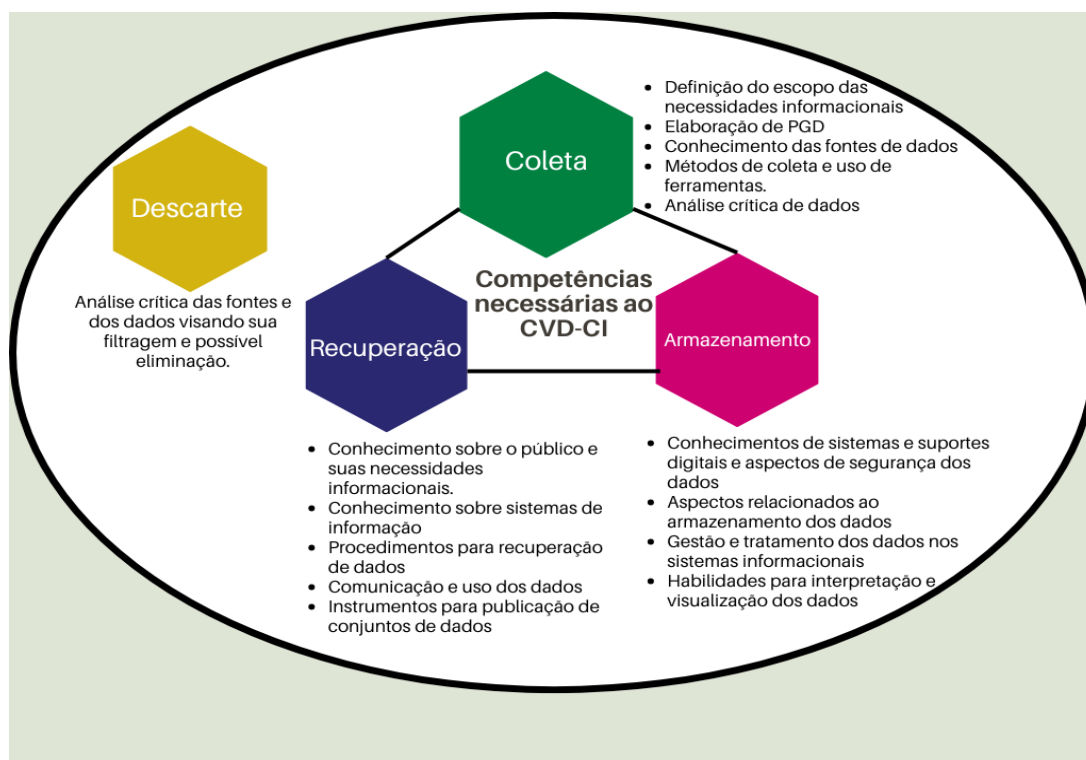 Coleta
• Definição do escopo das
necessidades informacionais
• Elaboração de PGD
• Conhecimento das fontes de dados
• Métodos de coleta e uso de
ferramentas.
• Análise crítica de dados
Descarte
Análise crítica das fontes e
dos dados visando sua
filtragem e possível
eliminação.
Competências
necessárias ao
CVD-CI
Recuperação
Armazenamento
• Conhecimento sobre o público e
suas necessidades
informacionais.
• Conhecimento sobre sistemas de
informação
• Procedimentos para recuperação
de dados
• Comunicação e uso dos dados
• Instrumentos para publicação de
conjuntos de dados
• Conhecimentos de sistemas e suportes
digitais e aspectos de segurança dos
dados
• Aspectos relacionados ao
armazenamento dos dados
• Gestão e tratamento dos dados nos
sistemas informacionais
• Habilidades para interpretação e
visualização dos dados